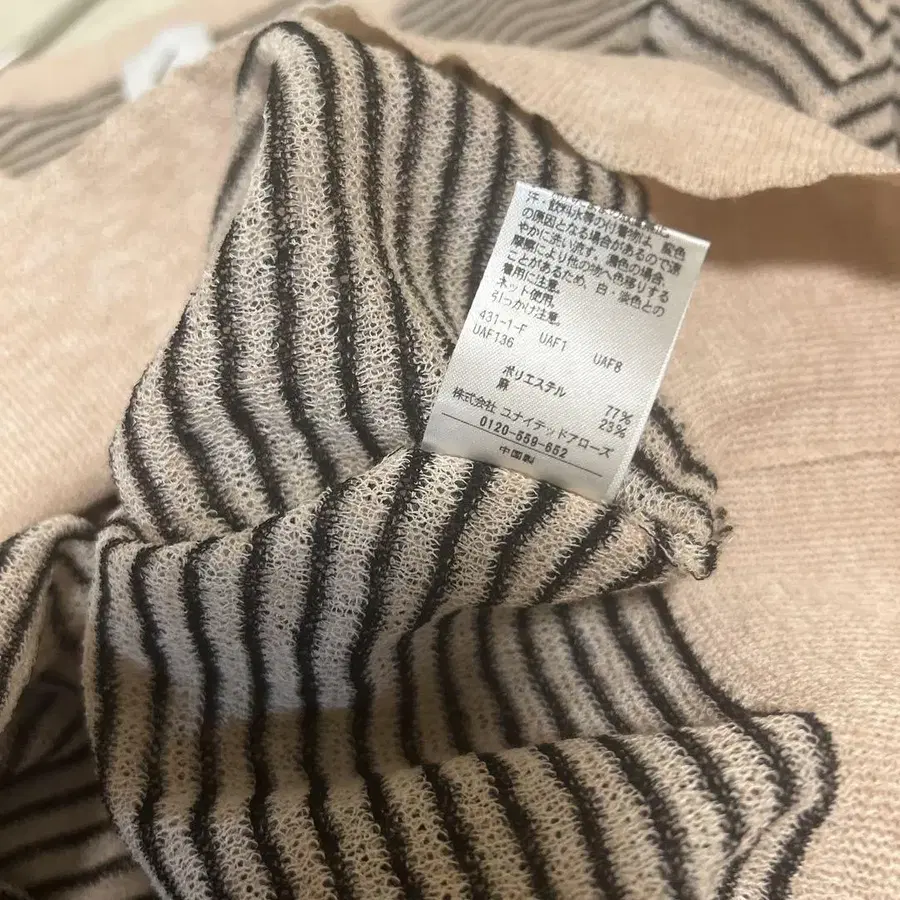 汗・飲料水等の付着時は、変色
の原因となる場合があるので速
やかに洗い流す。濃色の場合、
摩擦により他の物へ色移りする
ことがあるため、白・淡色との
着用に注意。
ネット使用。
引っかけ注意。
431-1-F UAF1 UAF8
UAF136
ポリエステル 77%
麻 23%
株式会社 ユナイテッドアローズ
0120-559-652
中国製